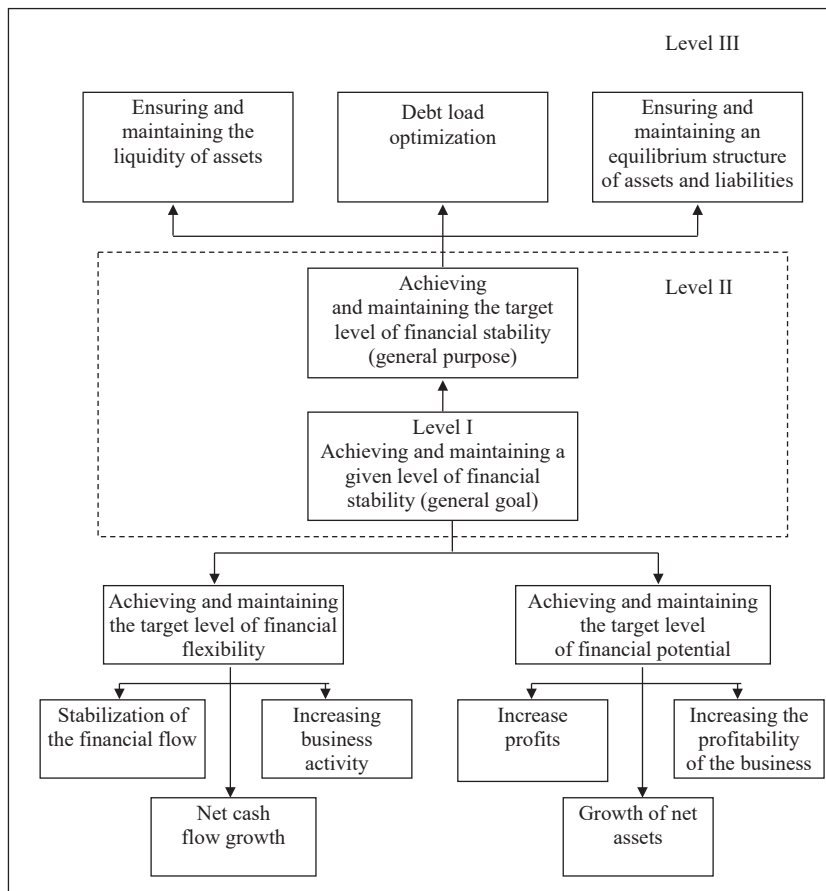 Level III
Ensuring and
maintaining the
liquidity of assets
Debt load
optimization
Ensuring and
maintaining an
equilibrium structure
of assets and liabilities
Level II
Achieving
and maintaining the target
level of financial stability
(general purpose)
Level I
Achieving and maintaining a
given level of financial
stability (general goal)
Achieving and maintaining
the target level of financial
flexibility
Achieving and maintaining
the target level
of financial potential
Stabilization of
the financial flow
Increasing
business
activity
Increase
profits
Increasing the
profitability
of the business
Net cash
flow growth
Growth of net
assets